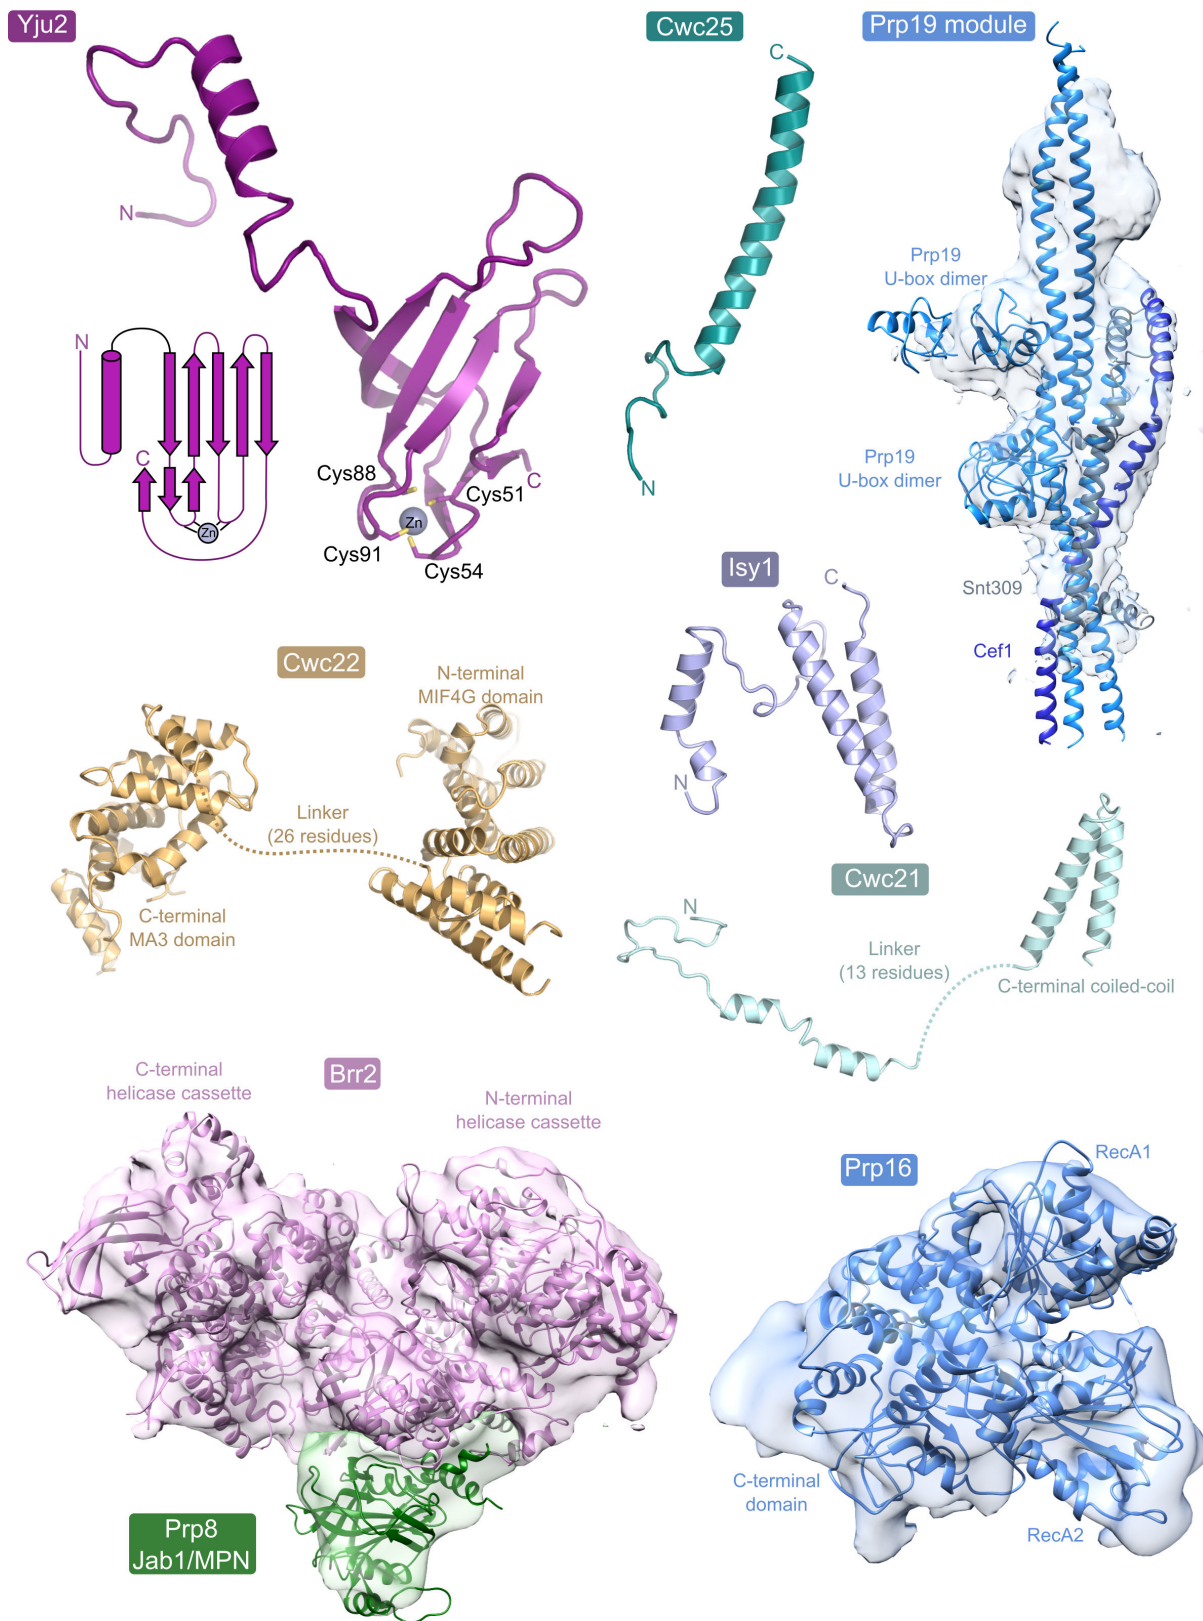 Yju2
N
N
C
Zn
Cys88
Cys51
C
Zn
Cys91
Cys54
Cwc25
C
N
Prp19 module
Prp19
U-box dimer
Prp19
U-box dimer
Snt309
Cef1
Isy1
C
N
Cwc22
N-terminal
MIF4G domain
Linker
(26 residues)
C-terminal
MA3 domain
Cwc21
N
Linker
(13 residues)
C-terminal coiled-coil
Brr2
C-terminal
helicase cassette
N-terminal
helicase cassette
Prp8
Jab1/MPN
Prp16
RecA1
C-terminal
domain
RecA2